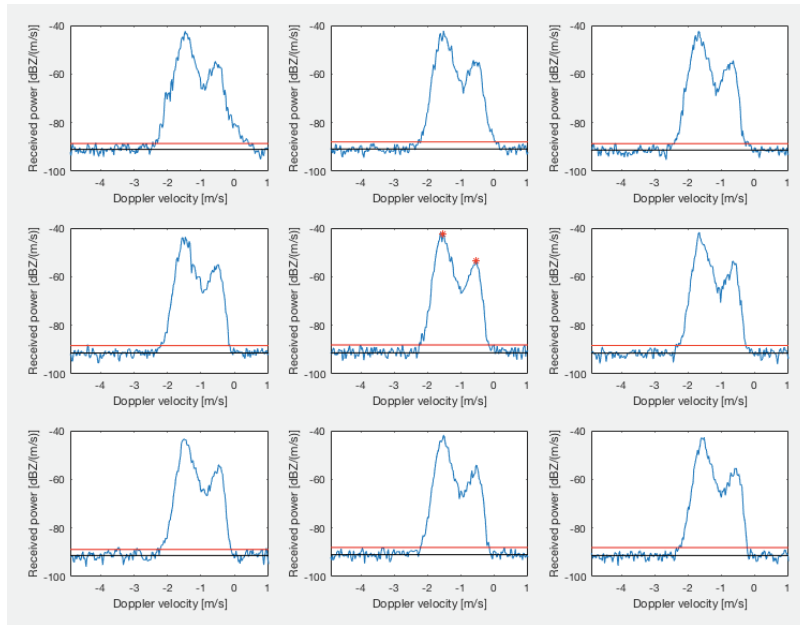 Received power [dBZ/(m/s)]
-40
-60
-80
-100
-4 -3 -2 -1 0 1
Doppler velocity [m/s]
Received power [dBZ/(m/s)]
-40
-60
-80
-100
-4 -3 -2 -1 0 1
Doppler velocity [m/s]
Received power [dBZ/(m/s)]
-40
-60
-80
-100
-4 -3 -2 -1 0 1
Doppler velocity [m/s]
Received power [dBZ/(m/s)]
-40
-60
-80
-100
-4 -3 -2 -1 0 1
Doppler velocity [m/s]
Received power [dBZ/(m/s)]
-40
-60
-80
-100
-4 -3 -2 -1 0 1
Doppler velocity [m/s]
Received power [dBZ/(m/s)]
-40
-60
-80
-100
-4 -3 -2 -1 0 1
Doppler velocity [m/s]
Received power [dBZ/(m/s)]
-40
-60
-80
-100
-4 -3 -2 -1 0 1
Doppler velocity [m/s]
Received power [dBZ/(m/s)]
-40
-60
-80
-100
-4 -3 -2 -1 0 1
Doppler velocity [m/s]
Received power [dBZ/(m/s)]
-40
-60
-80
-100
-4 -3 -2 -1 0 1
Doppler velocity [m/s]